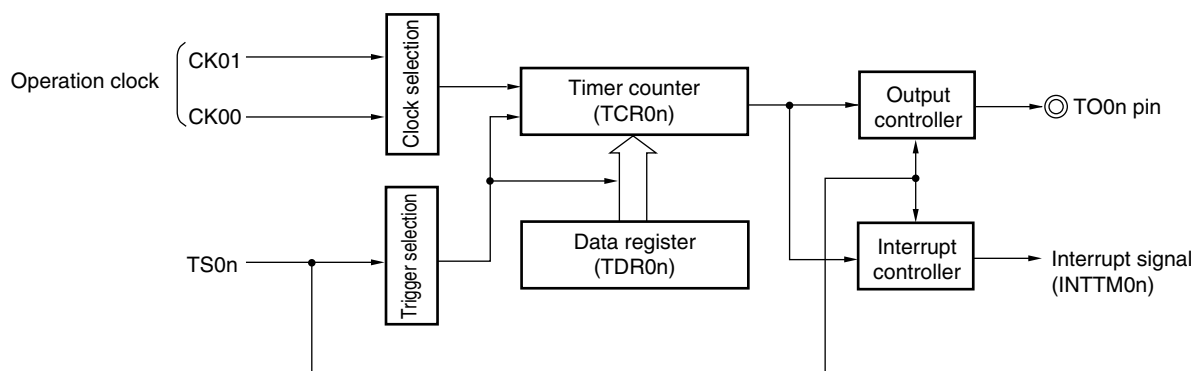 Operation clock
CK01
CK00
Clock selection
Timer counter
(TCR0n)
Output
controller
TO0n pin
TS0n
Trigger selection
Data register
(TDR0n)
Interrupt
controller
Interrupt signal
(INTTM0n)